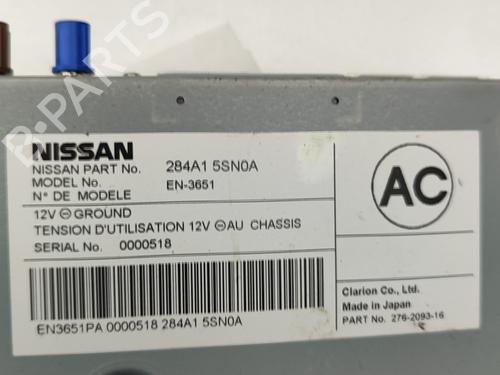 B-PARTS
NISSAN
NISSAN PART No. 284A1 5SN0A
MODEL No. EN-3651
N° DE MODELE
12V ⊖ GROUND
TENSION D'UTILISATION 12V ⊖ AU CHASSIS
SERIAL No. 0000518
EN3651PA 0000518 284A1 5SN0A
AC
Clarion Co., Ltd.
Made in Japan
PART No. 276-2093-16